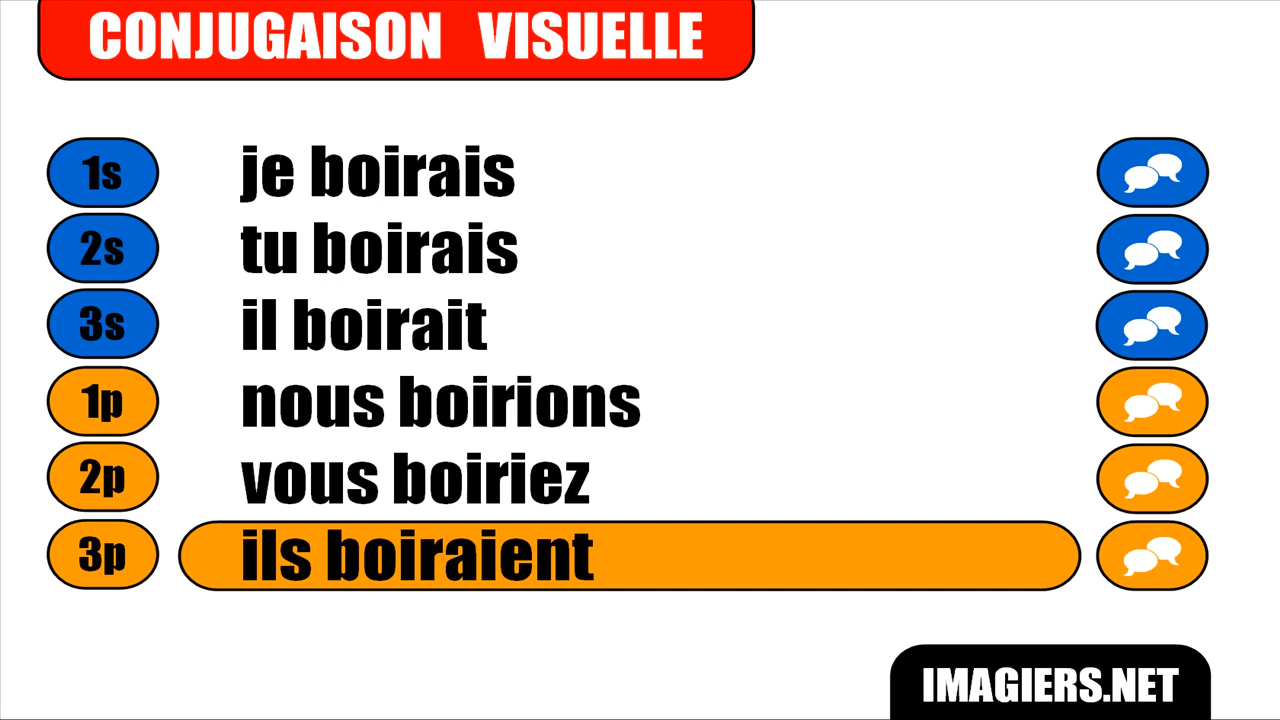 CONJUGAISON VISUELLE
1s je boirais
2s tu boirais
3s il boirait
1p nous boirions
2p vous boiriez
3p ils boiraient
IMAGIERS.NET